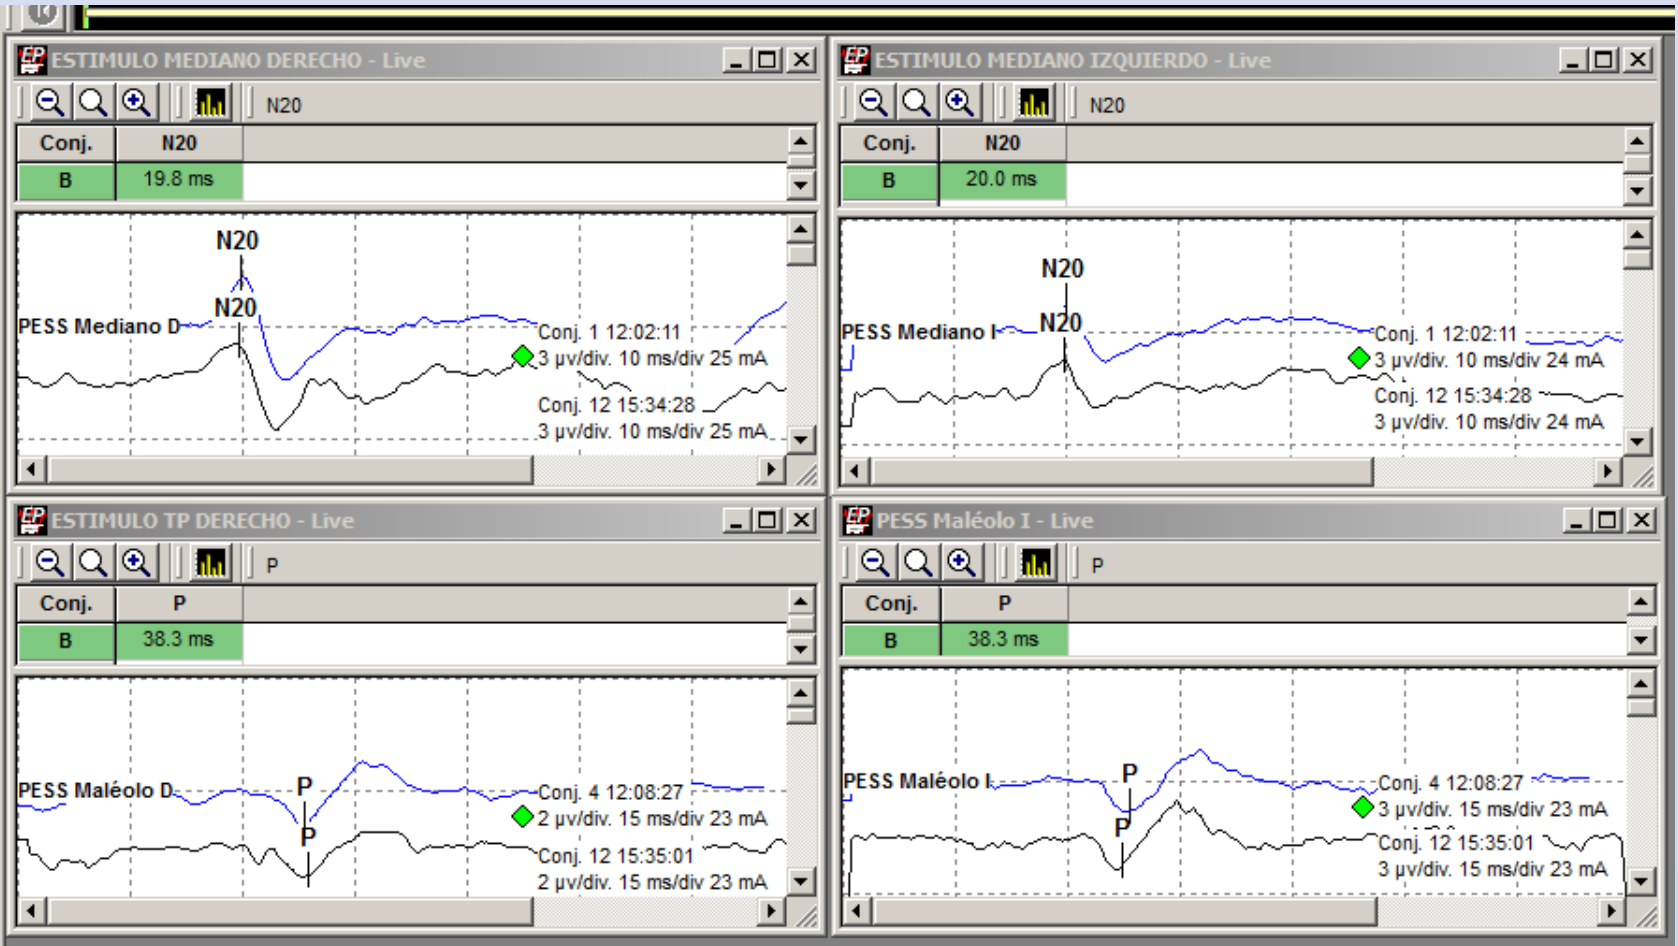 EP ESTIMULO MEDIANO DERECHO - Live
N20
Conj. N20
B 19.8 ms
N20
N20
PESS Mediano D
Conj. 1 12:02:11
3 µv/div. 10 ms/div 25 mA
Conj. 12 15:34:28
3 µv/div. 10 ms/div 25 mA
EP ESTIMULO MEDIANO IZQUIERDO - Live
N20
Conj. N20
B 20.0 ms
N20
N20
PESS Mediano I
Conj. 1 12:02:11
3 µv/div. 10 ms/div 24 mA
Conj. 12 15:34:28
3 µv/div. 10 ms/div 24 mA
EP ESTIMULO TP DERECHO - Live
P
Conj. P
B 38.3 ms
P
P
PESS Maléolo D
Conj. 4 12:08:27
2 µv/div. 15 ms/div 23 mA
Conj. 12 15:35:01
2 µv/div. 15 ms/div 23 mA
EP PESS Maléolo I - Live
P
Conj. P
B 38.3 ms
P
P
PESS Maléolo I
Conj. 4 12:08:27
3 µv/div. 15 ms/div 23 mA
Conj. 12 15:35:01
3 µv/div. 15 ms/div 23 mA